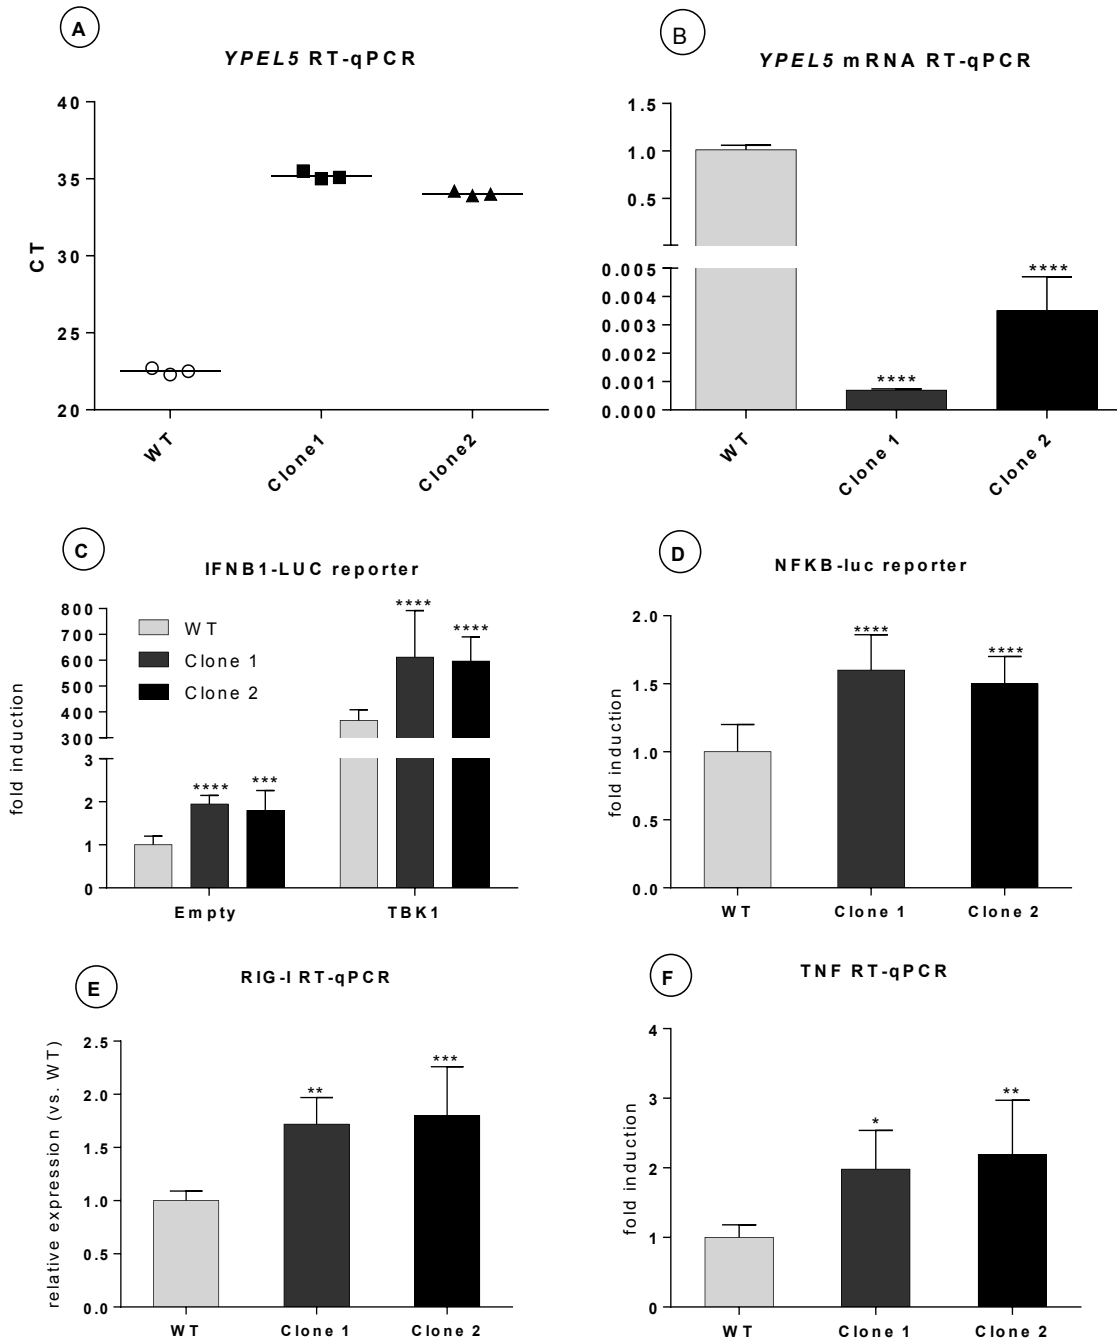 A
YPEL5 RT-qPCR
CT
40
35
30
25
20
WT
Clone1
Clone2
B
YPEL5 mRNA RT-qPCR
1.5
1.0
0.5
0.005
0.004
0.003
0.002
0.001
0.000
****
****
WT
Clone 1
Clone 2
C
IFNB1-LUC reporter
fold induction
800
700
600
500
400
300
3
2
1
0
WT
Clone 1
Clone 2
****
***
****
****
Empty
TBK1
D
NFKB-luc reporter
fold induction
2.0
1.5
1.0
0.5
0.0
****
****
WT
Clone 1
Clone 2
E
RIG-I RT-qPCR
relative expression (vs. WT)
2.5
2.0
1.5
1.0
0.5
0.0
**
***
WT
Clone 1
Clone 2
F
TNF RT-qPCR
fold induction
4
3
2
1
0
*
**
WT
Clone 1
Clone 2